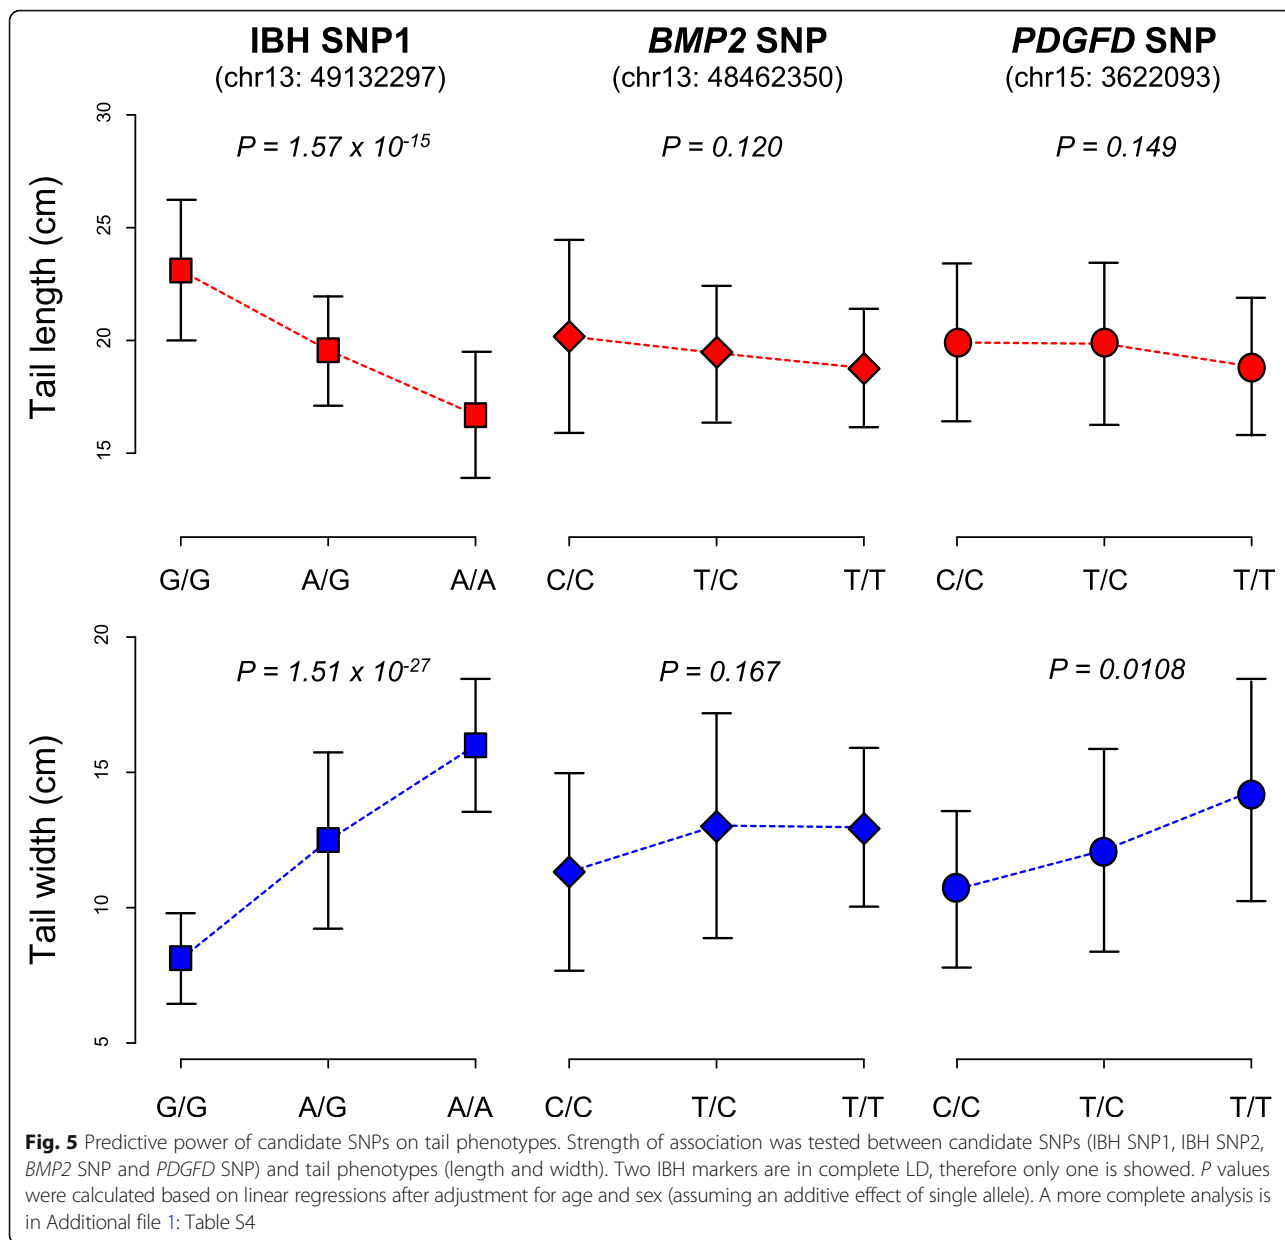 IBH SNP1
(chr13: 49132297)
BMP2 SNP
(chr13: 48462350)
PDGFD SNP
(chr15: 3622093)
Tail length (cm)
30
25
20
15
P = 1.57 x 10-15
P = 0.120
P = 0.149
G/G A/G A/A
C/C T/C T/T
C/C T/C T/T
Tail width (cm)
20
15
10
5
P = 1.51 x 10-27
P = 0.167
P = 0.0108
G/G A/G A/A
C/C T/C T/T
C/C T/C T/T
Fig. 5 Predictive power of candidate SNPs on tail phenotypes. Strength of association was tested between candidate SNPs (IBH SNP1, IBH SNP2,
BMP2 SNP and PDGFD SNP) and tail phenotypes (length and width). Two IBH markers are in complete LD, therefore only one is showed. P values
were calculated based on linear regressions after adjustment for age and sex (assuming an additive effect of single allele). A more complete analysis is
in Additional file 1: Table S4